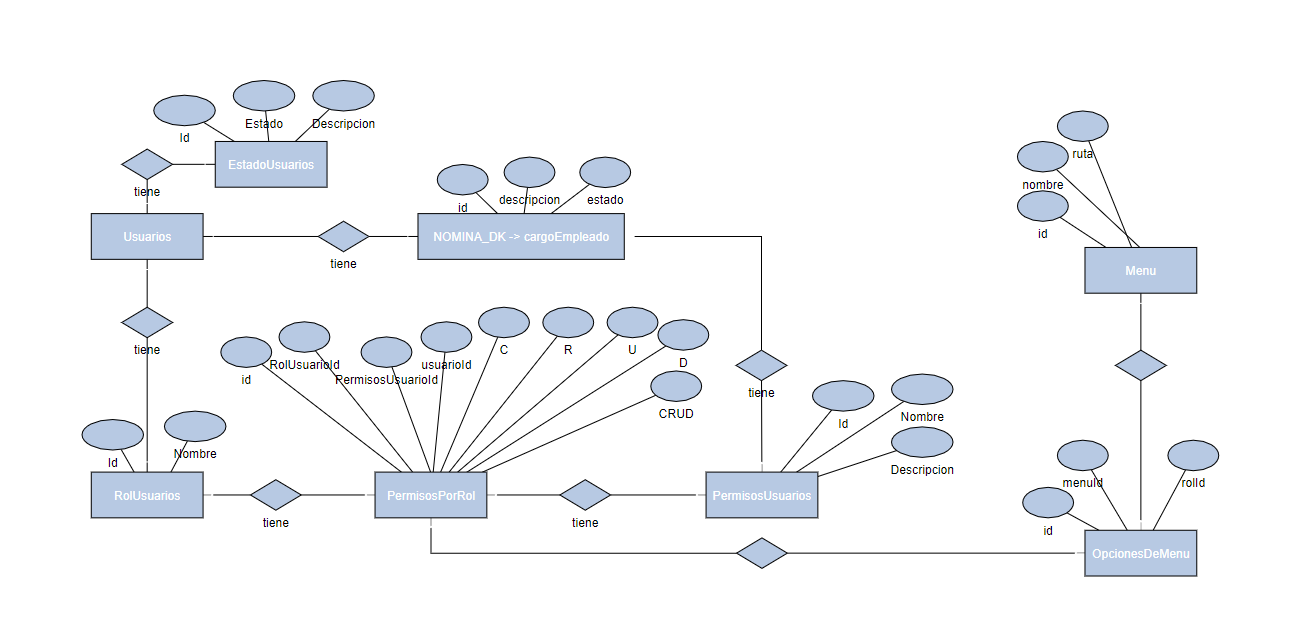 Id
Estado
Descripcion
EstadoUsuarios
tiene
ruta
nombre
id
Menu
id
descripcion
estado
Usuarios
tiene
NOMINA_DK -> cargoEmpleado
tiene
id
RolUsuarioId
PermisosUsuarioId
usuarioId
C
R
U
D
CRUD
tiene
Id
Nombre
Descripcion
Id
Nombre
RolUsuarios
tiene
PermisosPorRol
tiene
PermisosUsuarios
id
menuId
rolId
OpcionesDeMenu